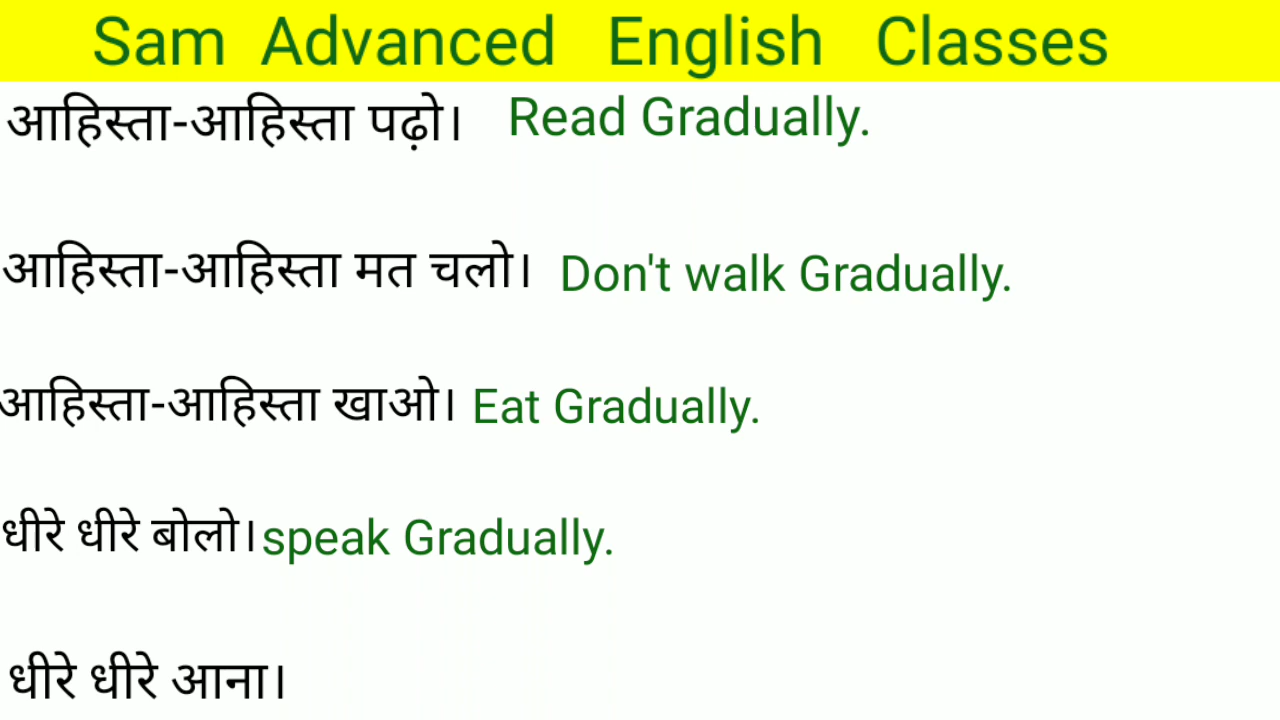 Sam Advanced English Classes
आहिस्ता-आहिस्ता पढ़ो। Read Gradually.
आहिस्ता-आहिस्ता मत चलो। Don't walk Gradually.
आहिस्ता-आहिस्ता खाओ। Eat Gradually.
धीरे धीरे बोलो। speak Gradually.
धीरे धीरे आना।